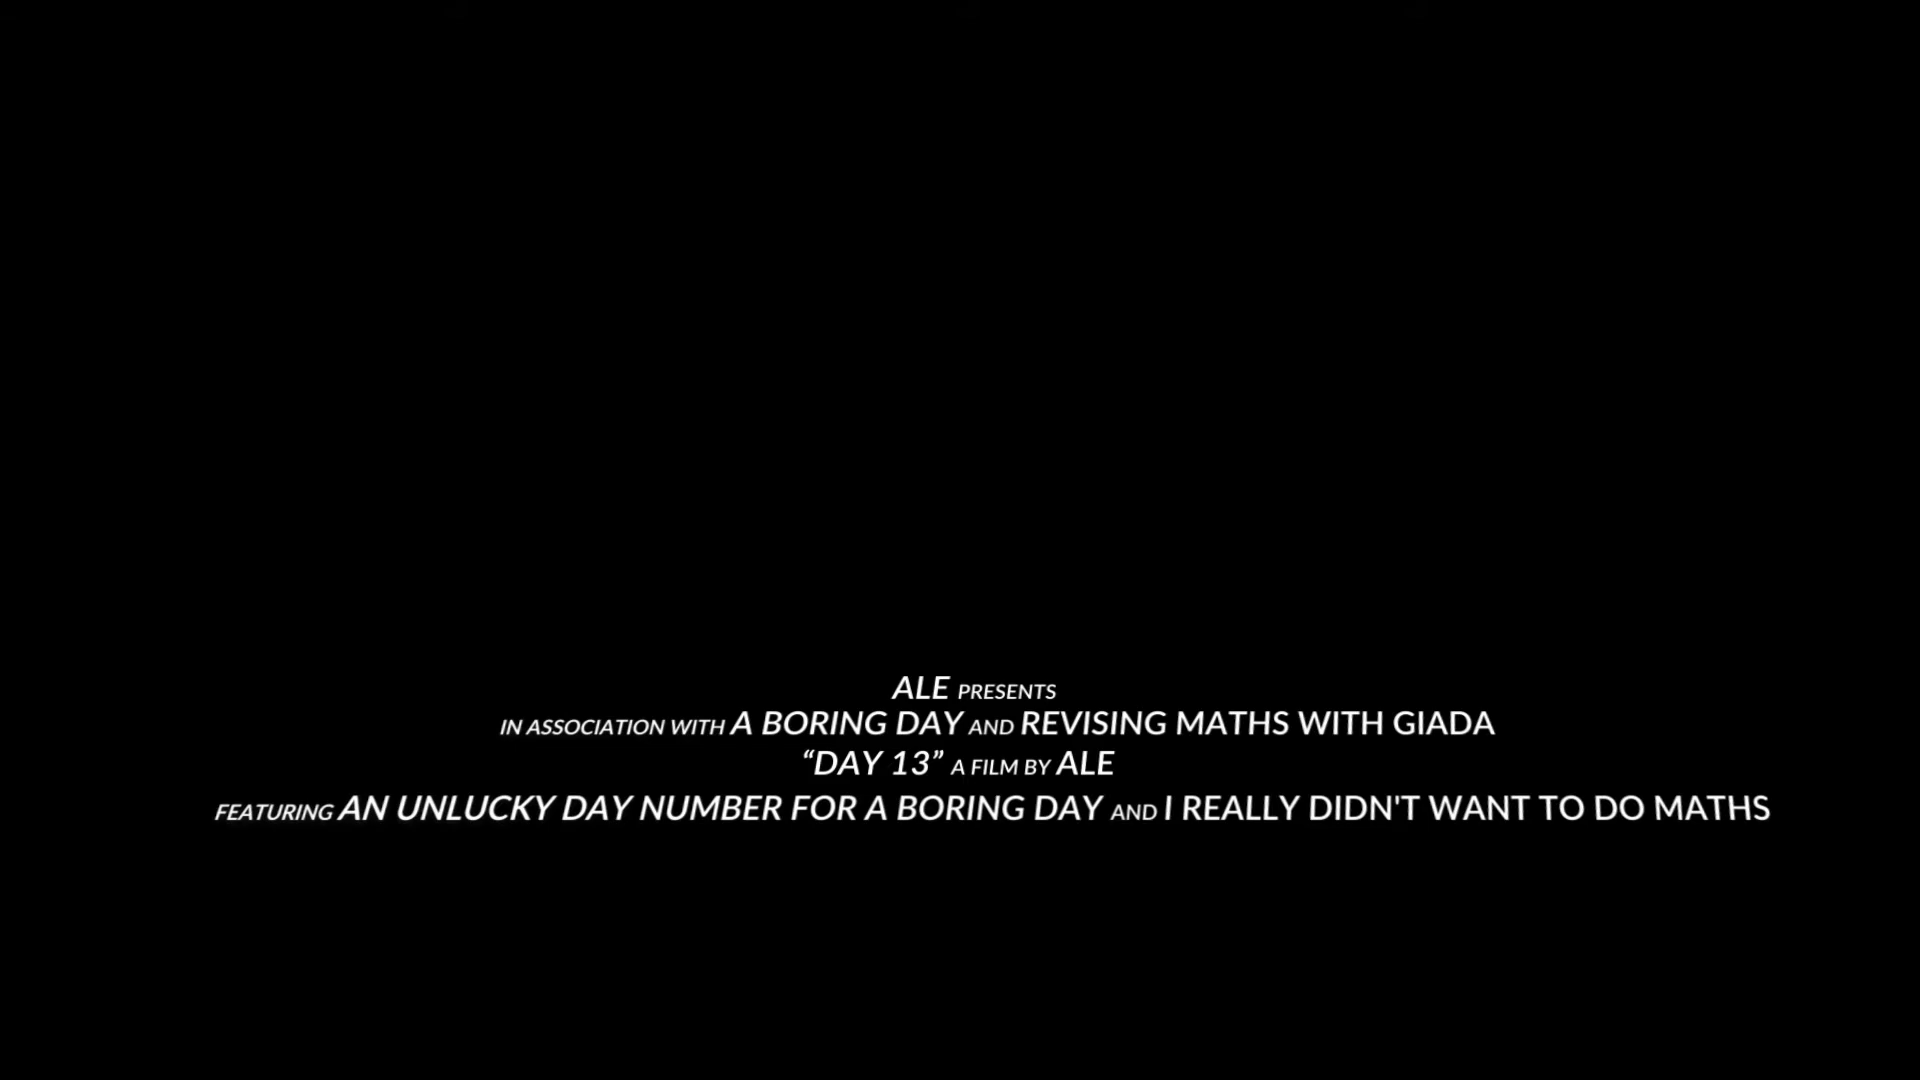 ALE PRESENTS
IN ASSOCIATION WITH A BORING DAY AND REVISING MATHS WITH GIADA
“DAY 13” A FILM BY ALE
FEATURING AN UNLUCKY DAY NUMBER FOR A BORING DAY AND I REALLY DIDN'T WANT TO DO MATHS